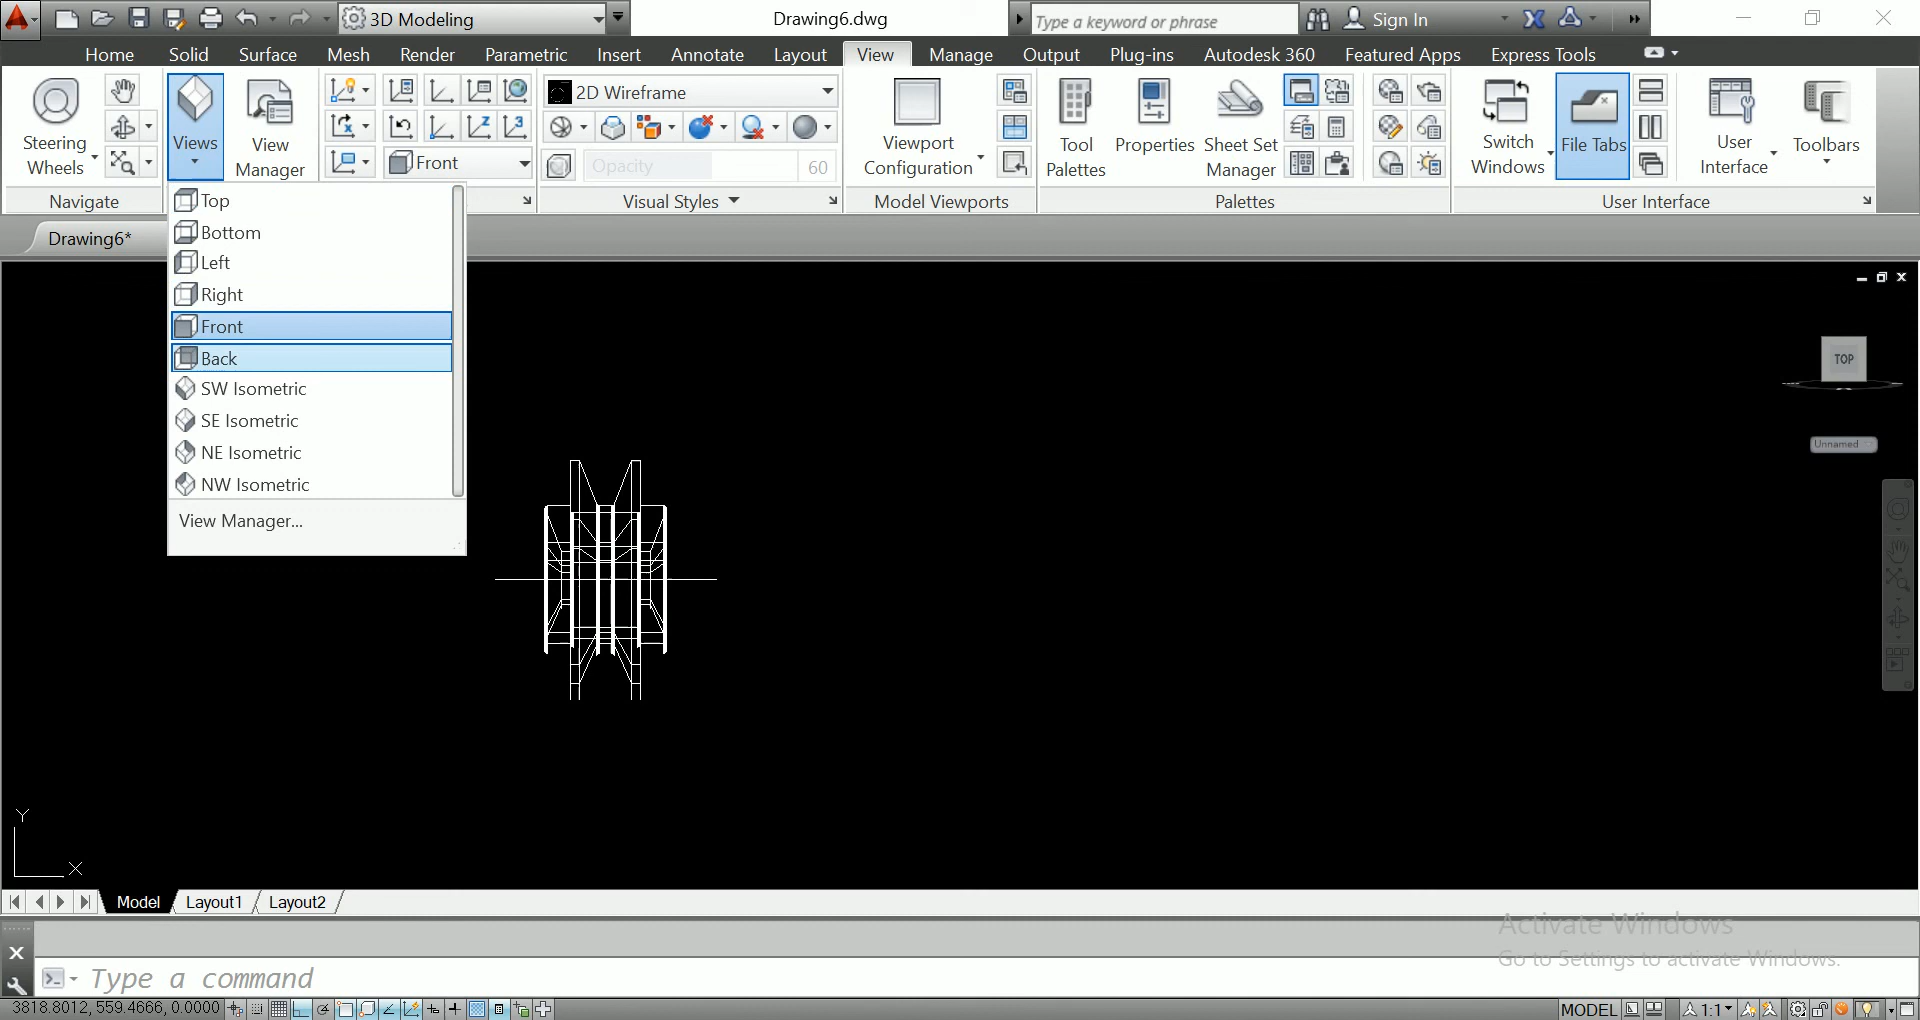 3D Modeling
Drawing6.dwg
Type a keyword or phrase
Sign In
Home Solid Surface Mesh Render Parametric Insert Annotate Layout View Manage Output Plug-ins Autodesk 360 Featured Apps Express Tools
Steering
Wheels
Navigate
Views
View
Manager
Front
2D Wireframe
Opacity 60
Visual Styles
Viewport
Configuration
Model Viewports
Tool
Palettes
Properties
Sheet Set
Manager
Palettes
Switch
Windows
File Tabs
User
Interface
Toolbars
User Interface
Drawing6*
Top
Bottom
Left
Right
Front
Back
SW Isometric
SE Isometric
NE Isometric
NW Isometric
View Manager...
TOP
Unnamed
Y
X
Model Layout1 Layout2
Activate Windows
Go to Settings to activate Windows.
Type a command
3818.8012, 559.4666, 0.0000
MODEL
1:1